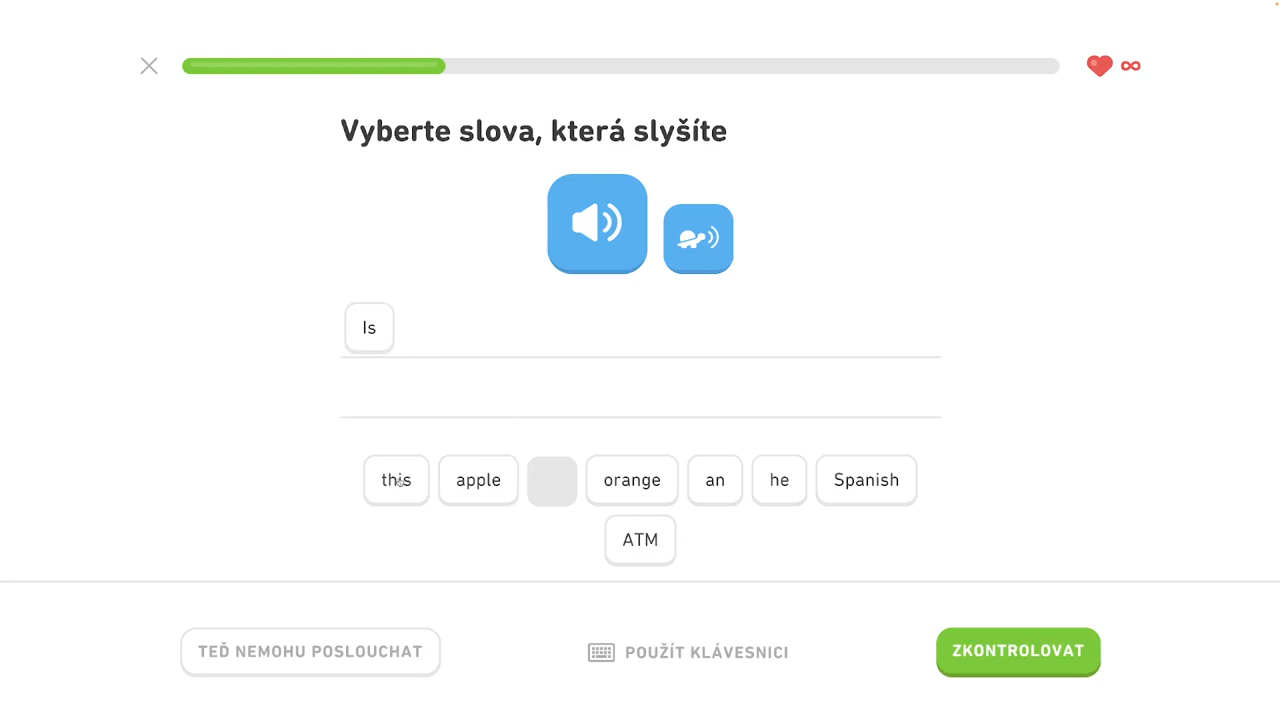 Vyberte slova, která slyšíte
Is
this apple orange an he Spanish
ATM
TEĎ NEMOHU POSLOUCHAT POUŽÍT KLÁVESNICI ZKONTROLOVAT